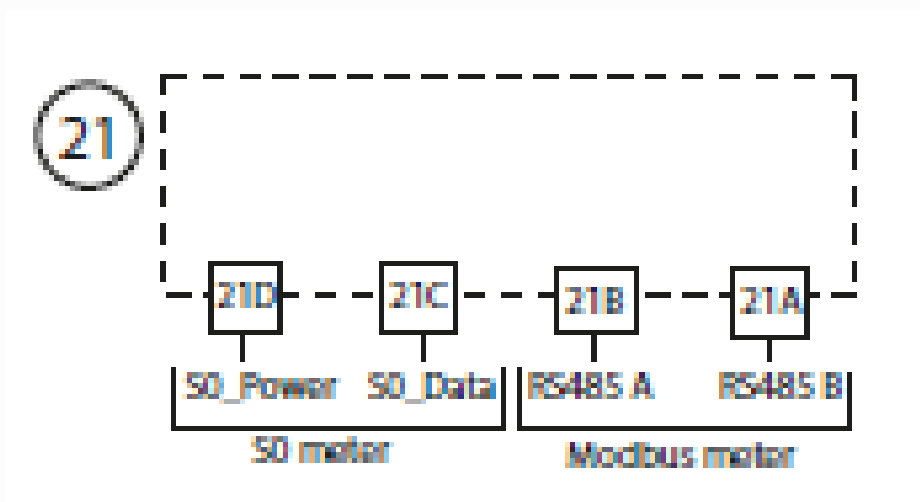 21
21D 21C 21B 21A
S0_Power S0_Data RS485 A RS485 B
S0 meter Modbus meter